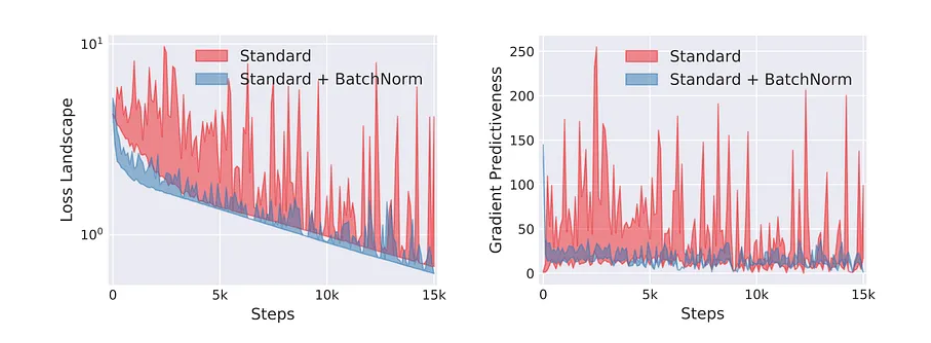 10¹
10⁰
Loss Landscape
Standard
Standard + BatchNorm
0 5k 10k 15k
Steps
250
200
150
100
50
0
Gradient Predictiveness
Standard
Standard + BatchNorm
0 5k 10k 15k
Steps